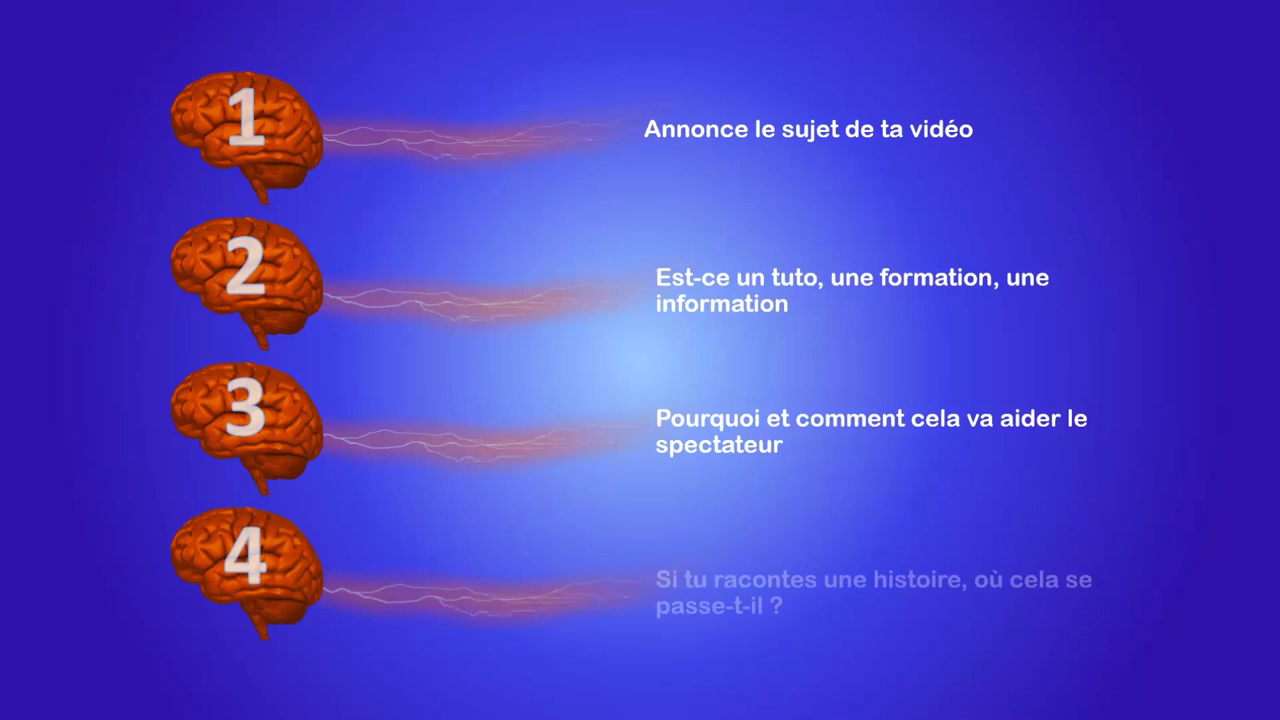 1
Annonce le sujet de ta vidéo
2
Est-ce un tuto, une formation, une
information
3
Pourquoi et comment cela va aider le
spectateur
4
Si tu racontes une histoire, où cela se
passe-t-il ?